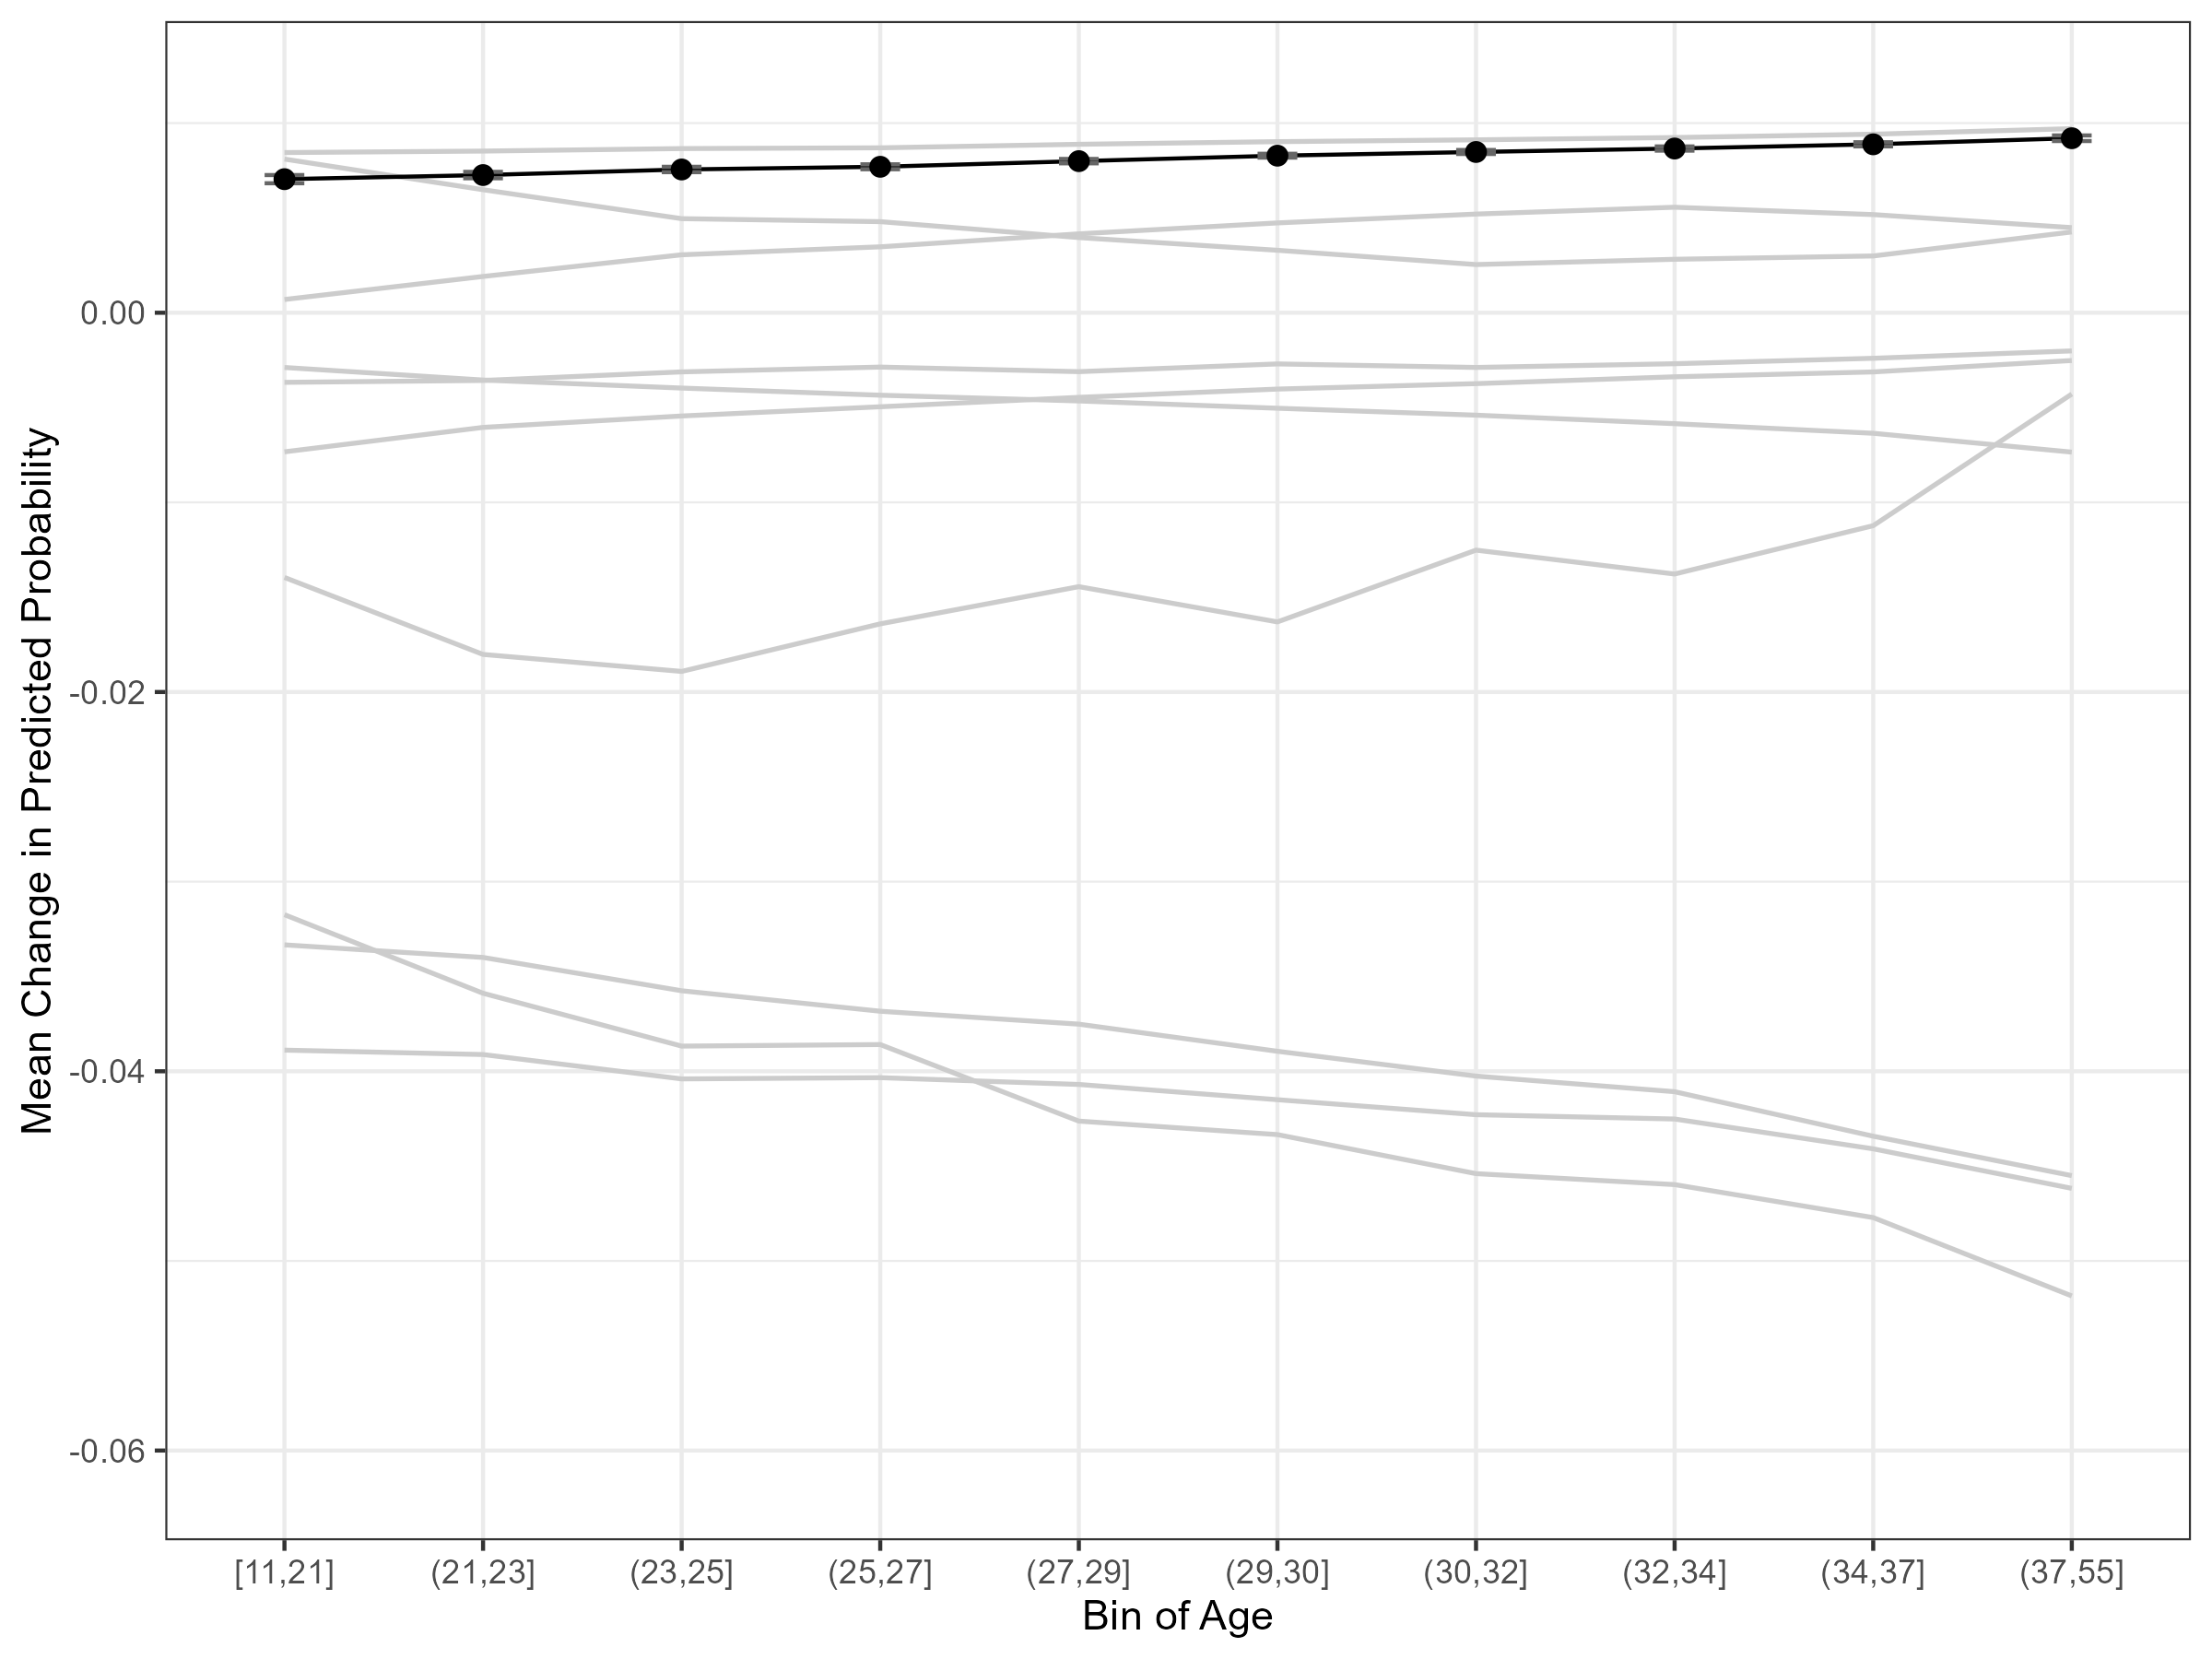 Mean Change in Predicted Probability
0.00
-0.02
-0.04
-0.06
[11,21] (21,23] (23,25] (25,27] (27,29] (29,30] (30,32] (32,34] (34,37] (37,55]
Bin of Age